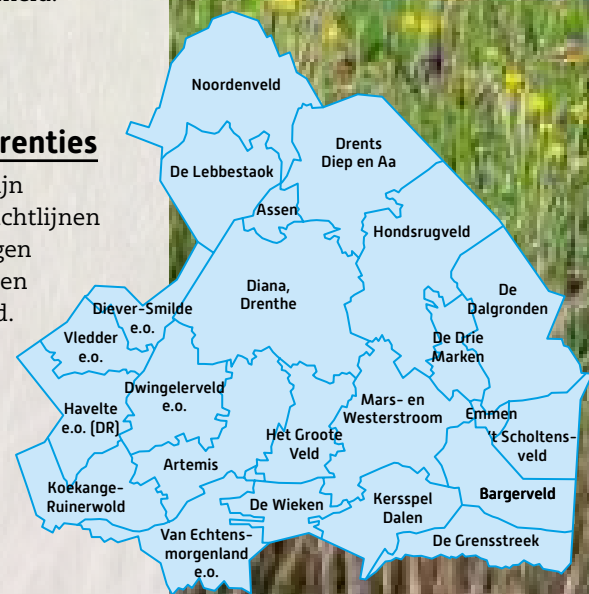 renties
jn
chtlijnen
gen
en
d.
Noordenveld
Drents
Diep en Aa
De Lebbestaok
Assen
Hondsrugveld
Diana,
Drenthe
De
Dalgronden
Diever-Smilde
e.o.
Vledder
e.o.
De Drie
Marken
Dwingelerveld
e.o.
Mars- en
Westerstroom
Havelte
e.o. (DR)
Emmen
't Scholtens-
veld
Het Groote
Veld
Artemis
Koekange-
Ruinerwold
Bargerveld
De Wieken
Kersspel
Dalen
Van Echtens-
morgenland
e.o.
De Grensstreek